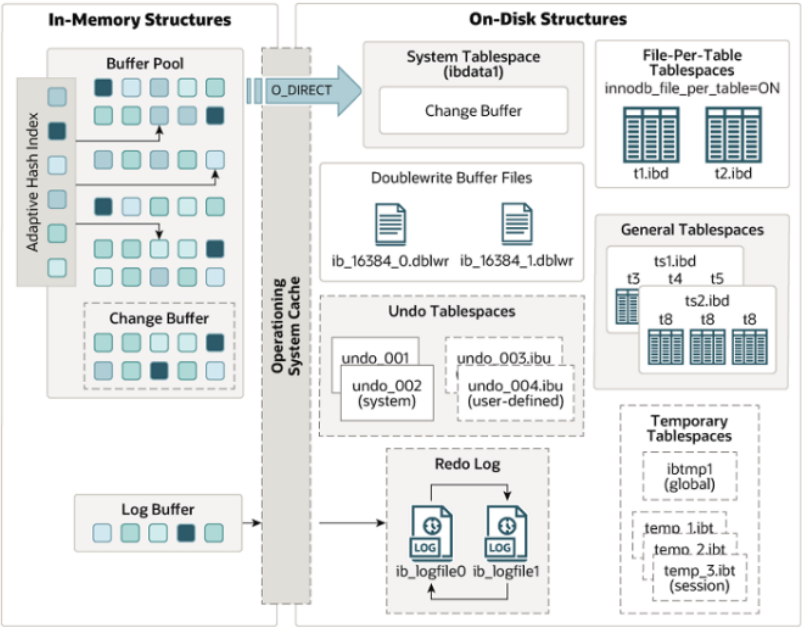 In-Memory Structures
On-Disk Structures
Buffer Pool
Adaptive Hash Index
Change Buffer
Log Buffer
Operationing
System Cache
O_DIRECT
System Tablespace
(ibdata1)
Change Buffer
File-Per-Table
Tablespaces
innodb_file_per_table=ON
t1.ibd
t2.ibd
Doublewrite Buffer Files
ib_16384_0.dblwr
ib_16384_1.dblwr
General Tablespaces
ts1.ibd
t3 t4 t5
ts2.ibd
t8 t8 t8
Undo Tablespaces
undo_001
undo_002
(system)
undo_003.ibu
undo_004.ibu
(user-defined)
Temporary
Tablespaces
ibtmp1
(global)
temp_1.ibt
temp_2.ibt
temp_3.ibt
(session)
Redo Log
LOG
LOG
ib_logfile0
ib_logfile1